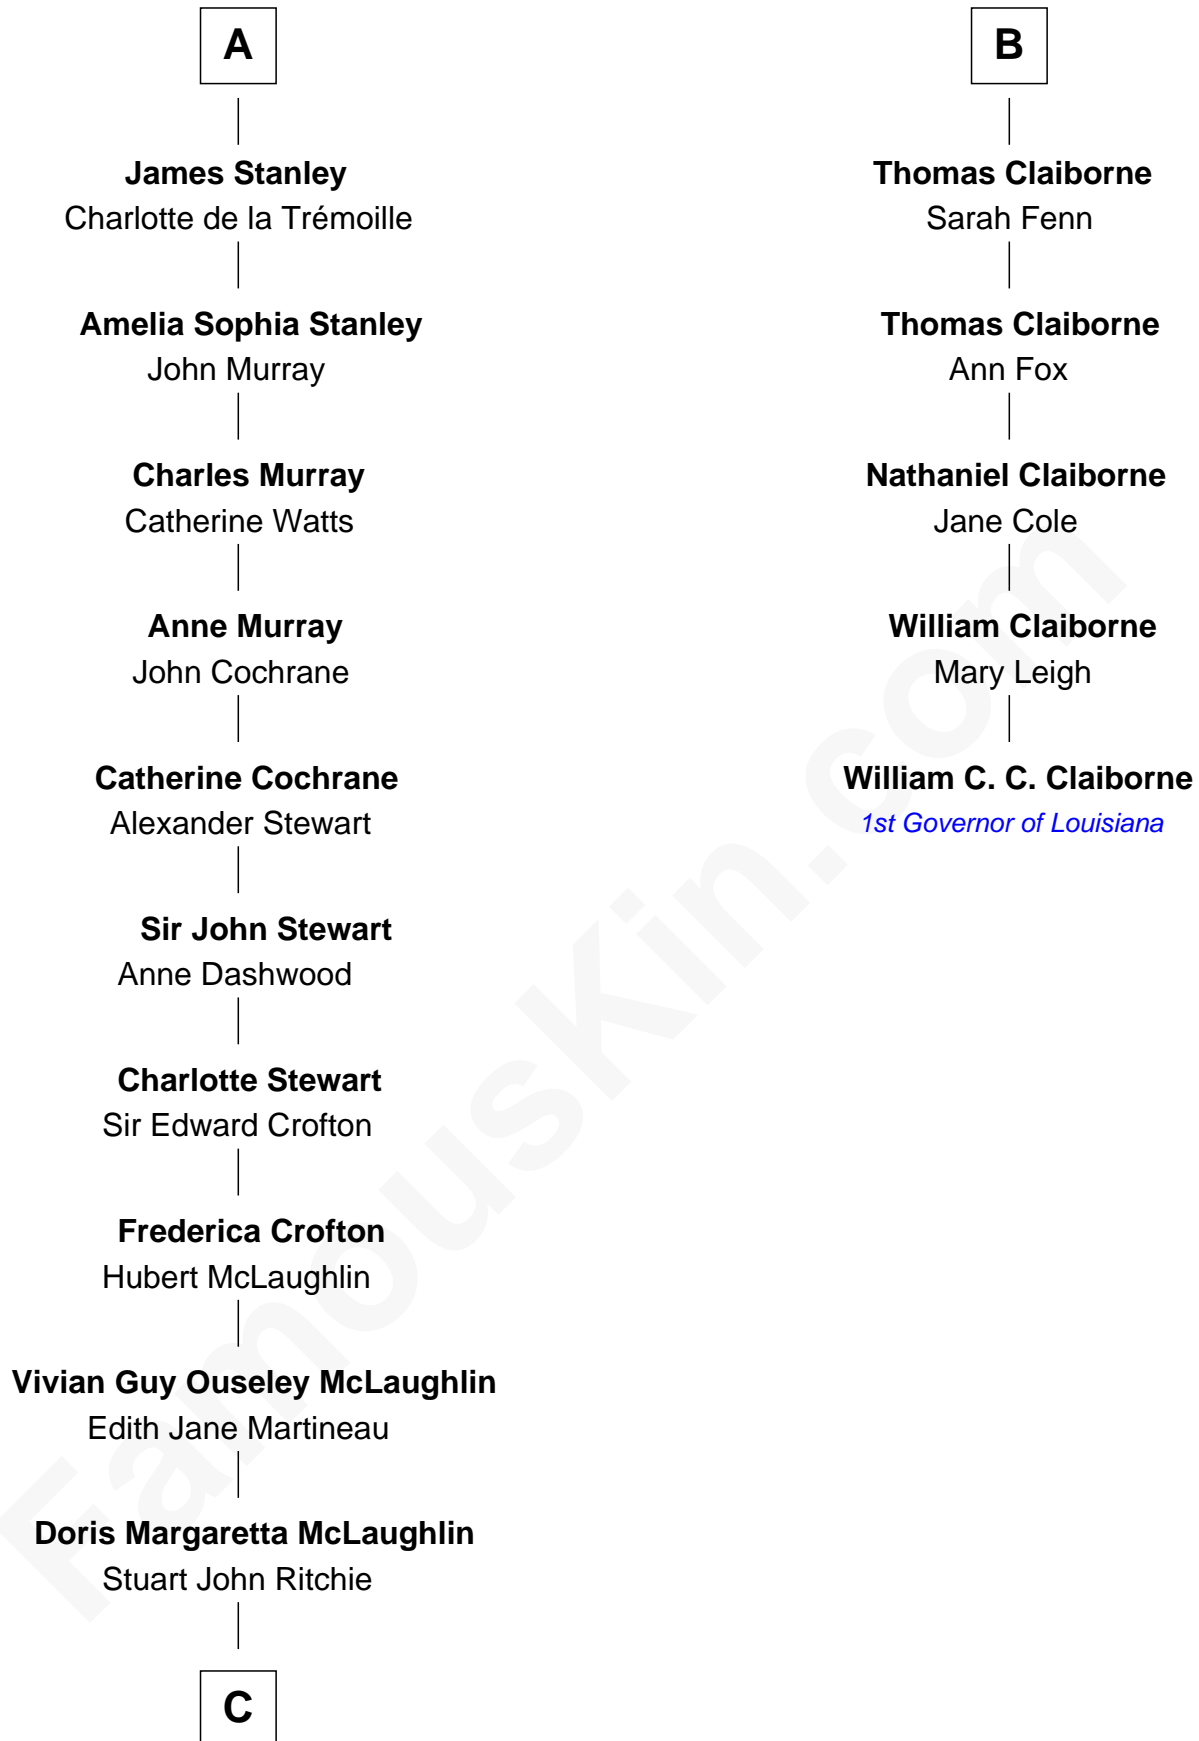 A
James Stanley
Charlotte de la Trémoille
Amelia Sophia Stanley
John Murray
Charles Murray
Catherine Watts
Anne Murray
John Cochrane
Catherine Cochrane
Alexander Stewart
Sir John Stewart
Anne Dashwood
Charlotte Stewart
Sir Edward Crofton
Frederica Crofton
Hubert McLaughlin
Vivian Guy Ouseley McLaughlin
Edith Jane Martineau
Doris Margaretta McLaughlin
Stuart John Ritchie
C
B
Thomas Claiborne
Sarah Fenn
Thomas Claiborne
Ann Fox
Nathaniel Claiborne
Jane Cole
William Claiborne
Mary Leigh
William C. C. Claiborne
1st Governor of Louisiana
FamousKin.com